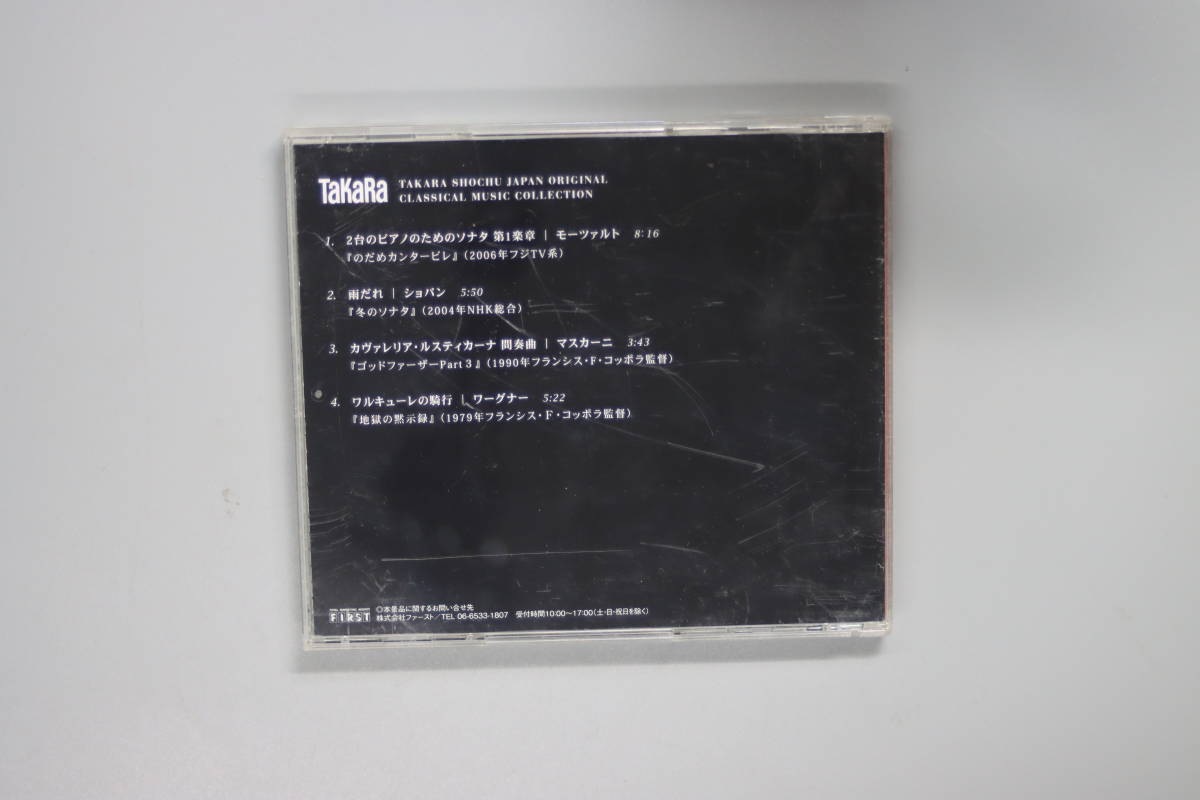 TaKaRa
TAKARA SHOCHU JAPAN ORIGINAL
CLASSICAL MUSIC COLLECTION
1. 2台のピアノのためのソナタ 第1楽章 | モーツァルト 8:16
『のだめカンタービレ』(2006年フジTV系)
2. 雨だれ | ショパン 5:50
『冬のソナタ』(2004年NHK総合)
3. カヴァレリア・ルスティカーナ 間奏曲 | マスカーニ 3:43
『ゴッドファーザーPart 3』(1990年フランシス・F・コッポラ監督)
4. ワルキューレの騎行 | ワーグナー 5:22
『地獄の黙示録』(1979年フランシス・F・コッポラ監督)
FIRST
◎本景品に関するお問い合せ先
株式会社ファースト/TEL 06-6533-1807 受付時間10:00〜17:00(土・日・祝日を除く)